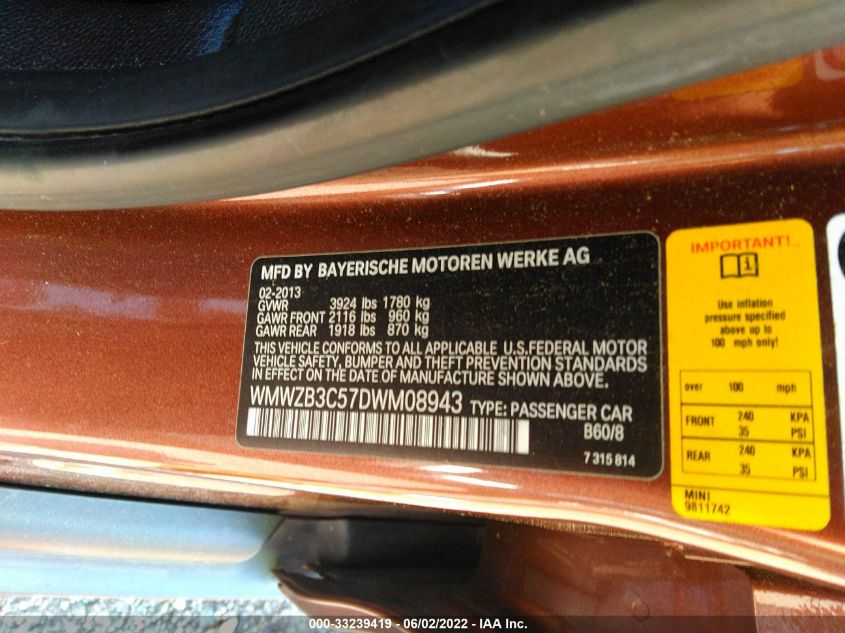 MFD BY BAYERISCHE MOTOREN WERKE AG
02-2013
GVWR 3924 lbs 1780 kg
GAWR FRONT 2116 lbs 960 kg
GAWR REAR 1918 lbs 870 kg
THIS VEHICLE CONFORMS TO ALL APPLICABLE U.S.FEDERAL MOTOR
VEHICLE SAFETY, BUMPER AND THEFT PREVENTION STANDARDS
IN EFFECT ON THE DATE OF MANUFACTURE SHOWN ABOVE.
WMWZB3C57DWM08943 TYPE: PASSENGER CAR
B60/8
7 315 814
IMPORTANT!..
Use inflation
pressure specified
above up to
100 mph only!
over 100 mph
FRONT 240 KPA
35 PSI
REAR 240 KPA
35 PSI
MINI
9811742
000-33239419 - 06/02/2022 - IAA Inc.